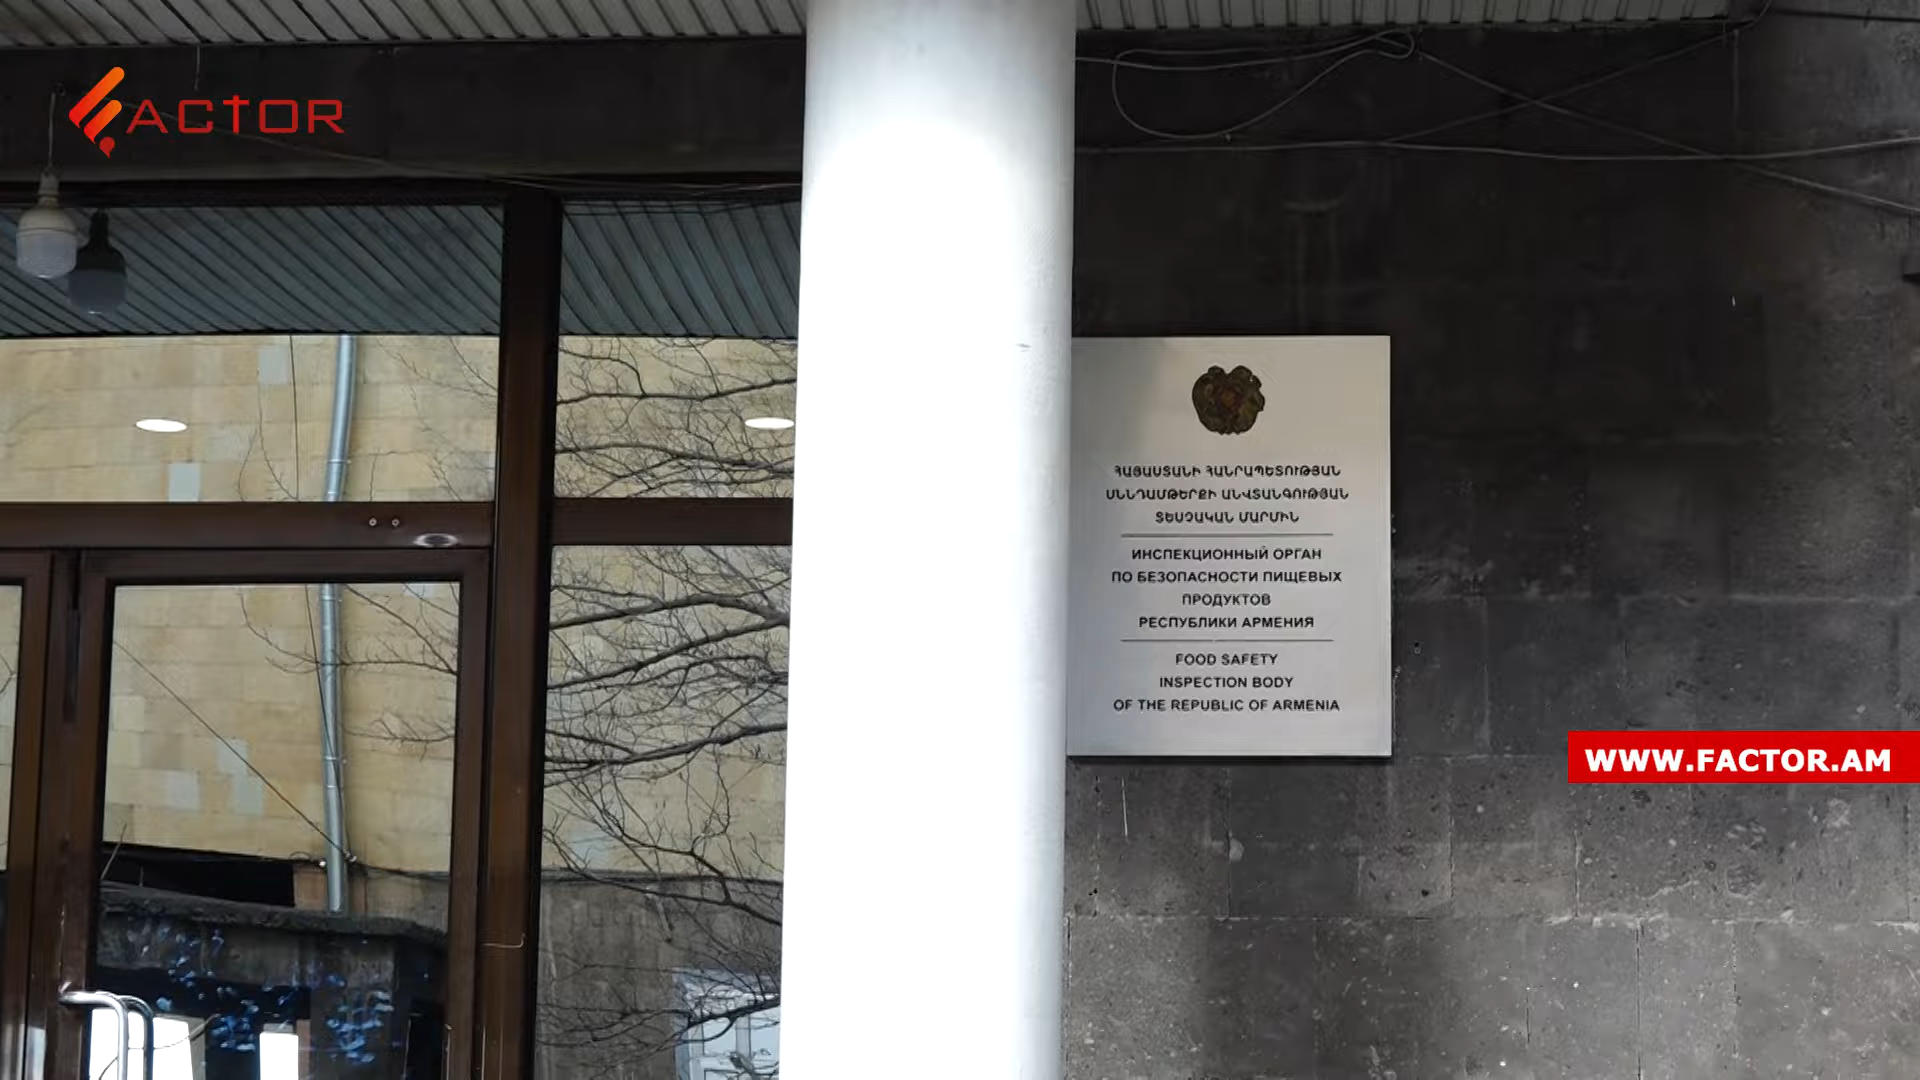 FACTOR
ՀԱՅԱՍՏԱՆԻ ՀԱՆՐԱՊԵՏՈՒԹՅԱՆ
ՍՆՆԴԱՄԹԵՐՔԻ ԱՆՎՏԱՆԳՈՒԹՅԱՆ
ՏԵՍՉԱԿԱՆ ՄԱՐՄԻՆ
ИНСПЕКЦИОННЫЙ ОРГАН
ПО БЕЗОПАСНОСТИ ПИЩЕВЫХ
ПРОДУКТОВ
РЕСПУБЛИКИ АРМЕНИЯ
FOOD SAFETY
INSPECTION BODY
OF THE REPUBLIC OF ARMENIA
WWW.FACTOR.AM